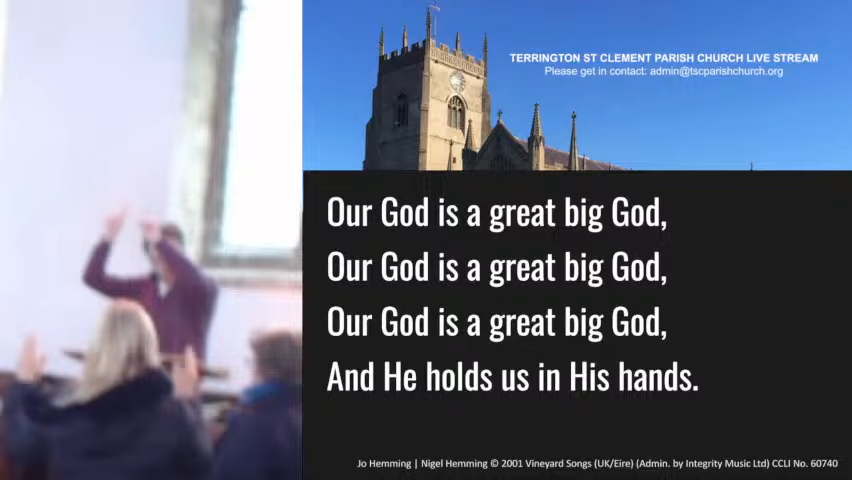 TERRINGTON ST CLEMENT PARISH CHURCH LIVE STREAM
Please get in contact: admin@tscparishchurch.org
Our God is a great big God,
Our God is a great big God,
Our God is a great big God,
And He holds us in His hands.
Jo Hemming | Nigel Hemming © 2001 Vineyard Songs (UK/Eire) (Admin. by Integrity Music Ltd) CCLI No. 60740